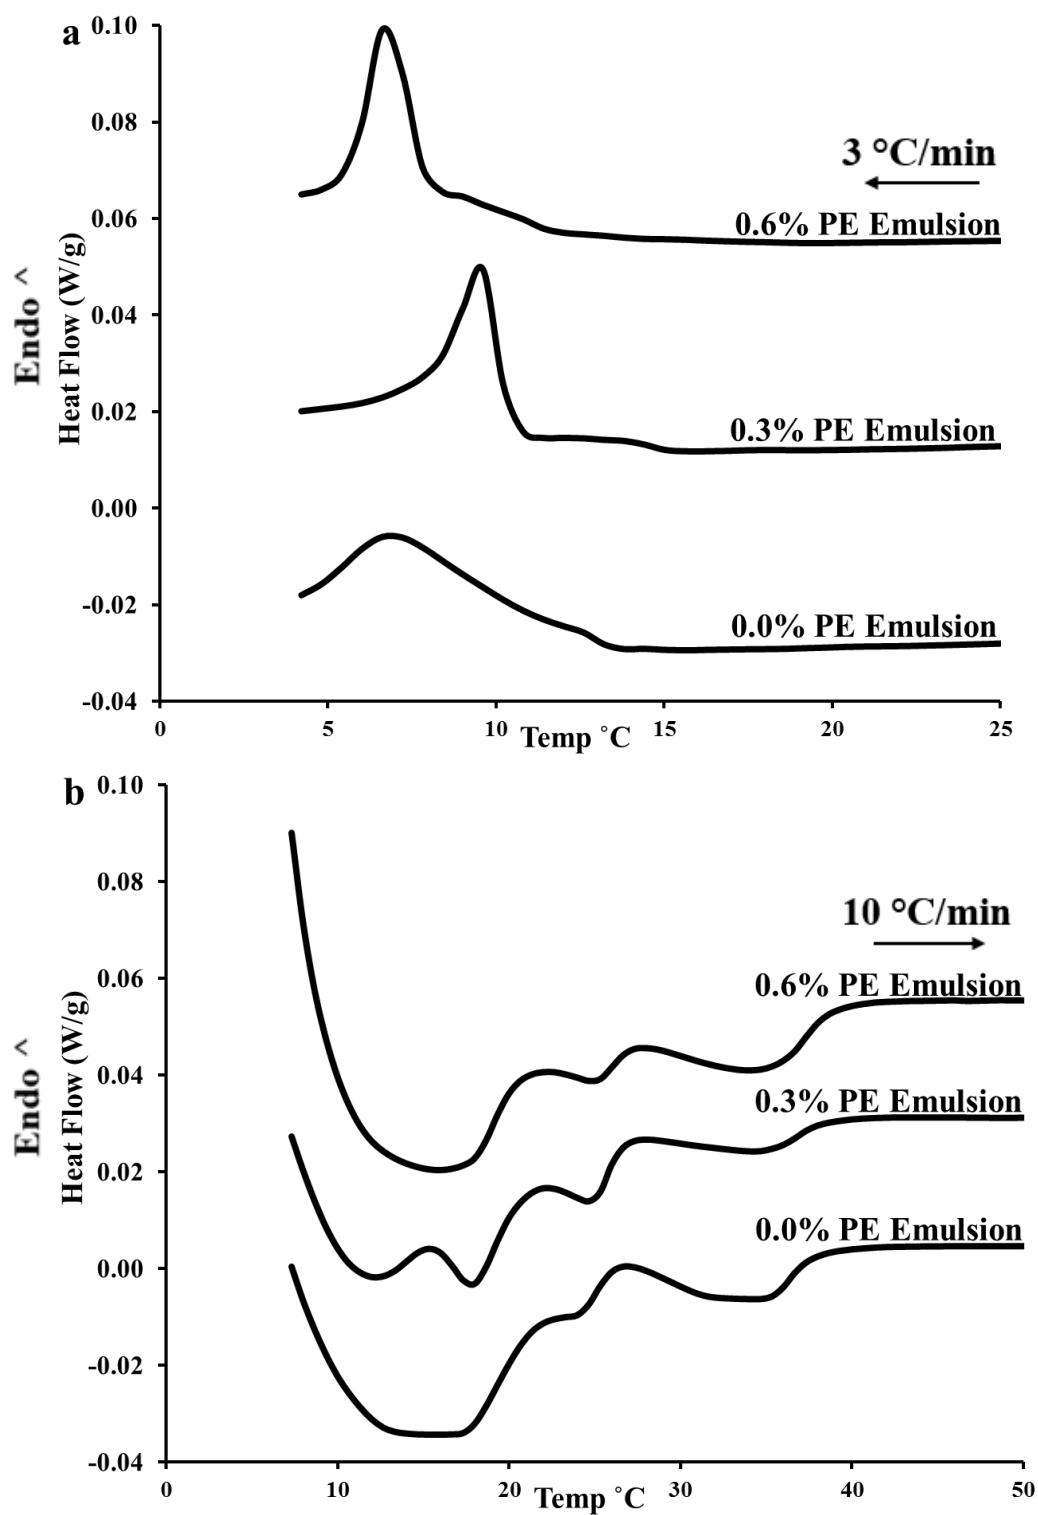 a
0.10
0.08
3 °C/min
0.06
0.6% PE Emulsion
Endo ^
Heat Flow (W/g)
0.04
0.02
0.3% PE Emulsion
0.00
-0.02
0.0% PE Emulsion
-0.04
0 5 10 15 20 25
Temp ˚C
b
0.10
0.08
10 °C/min
0.06
0.6% PE Emulsion
Endo ^
Heat Flow (W/g)
0.04
0.3% PE Emulsion
0.02
0.0% PE Emulsion
0.00
-0.02
-0.04
0 10 20 30 40 50
Temp ˚C